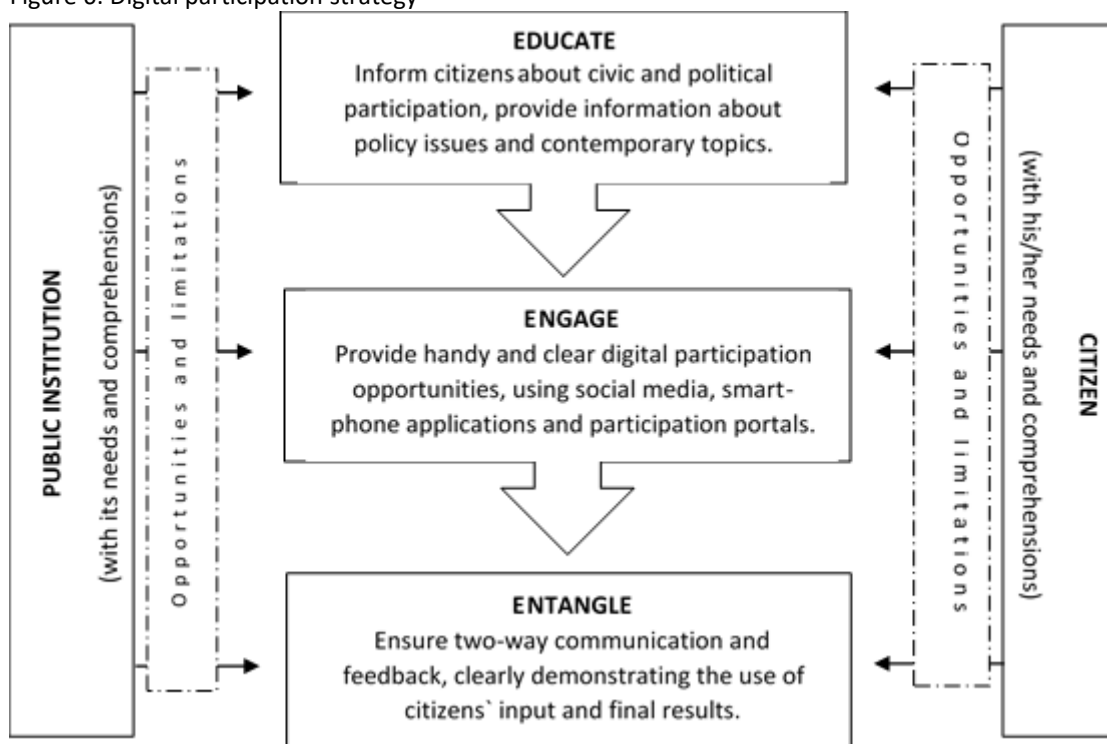 Figure 6: Digital participation strategy
PUBLIC INSTITUTION
(with its needs and comprehensions)
Opportunities and limitations
EDUCATE
Inform citizens about civic and political
participation, provide information about
policy issues and contemporary topics.
ENGAGE
Provide handy and clear digital participation
opportunities, using social media, smart-
phone applications and participation portals.
ENTANGLE
Ensure two-way communication and
feedback, clearly demonstrating the use of
citizens` input and final results.
Opportunities and limitations
(with his/her needs and comprehensions)
CITIZEN